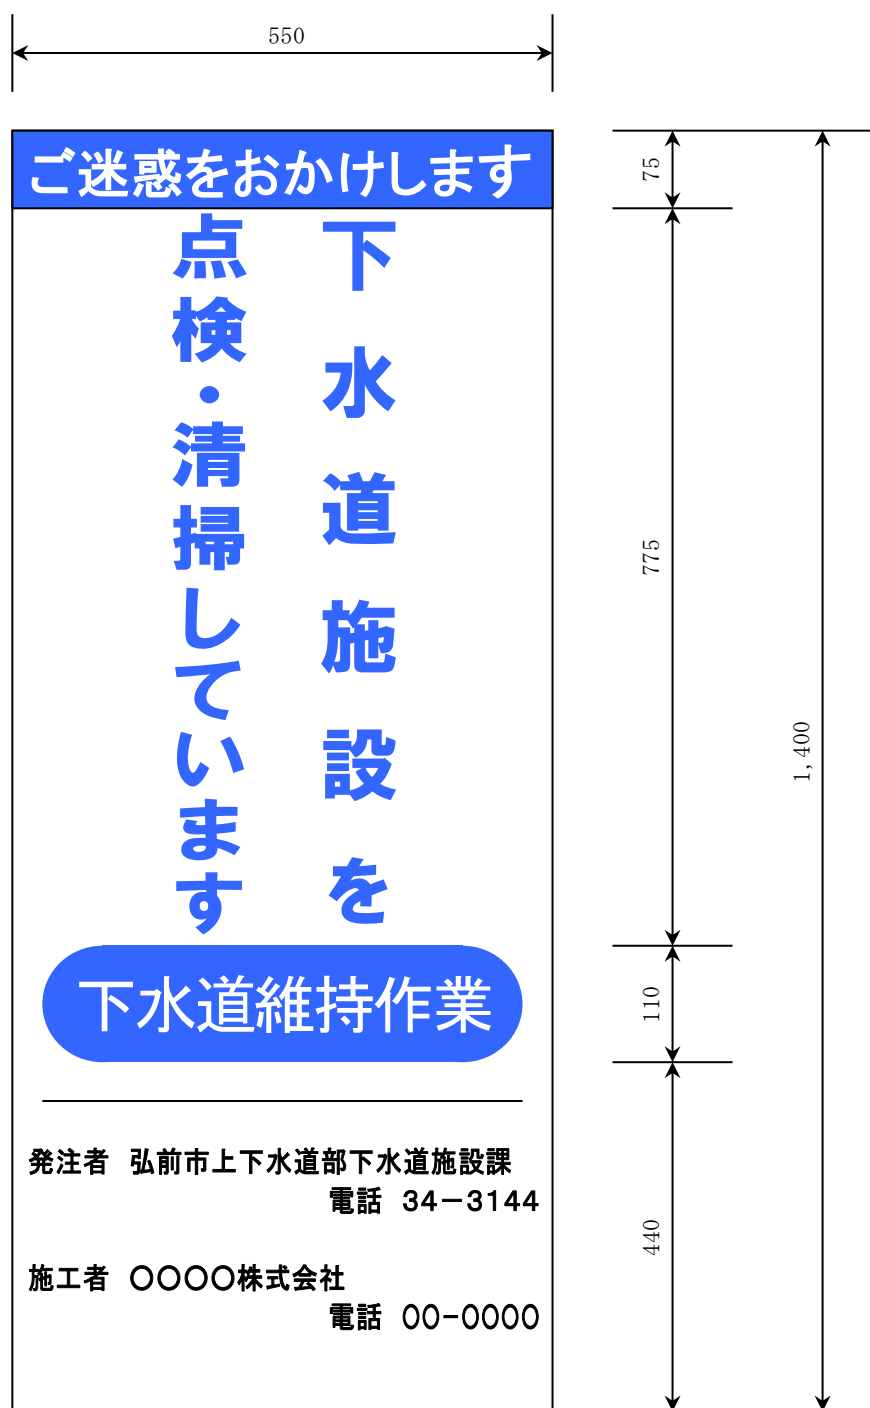 550
ご迷惑をおかけします
75
下水道施設を
点検・清掃しています
775
1,400
下水道維持作業
110
発注者 弘前市上下水道部下水道施設課
電話 34－3144
440
施工者 〇〇〇〇株式会社
電話 00-0000